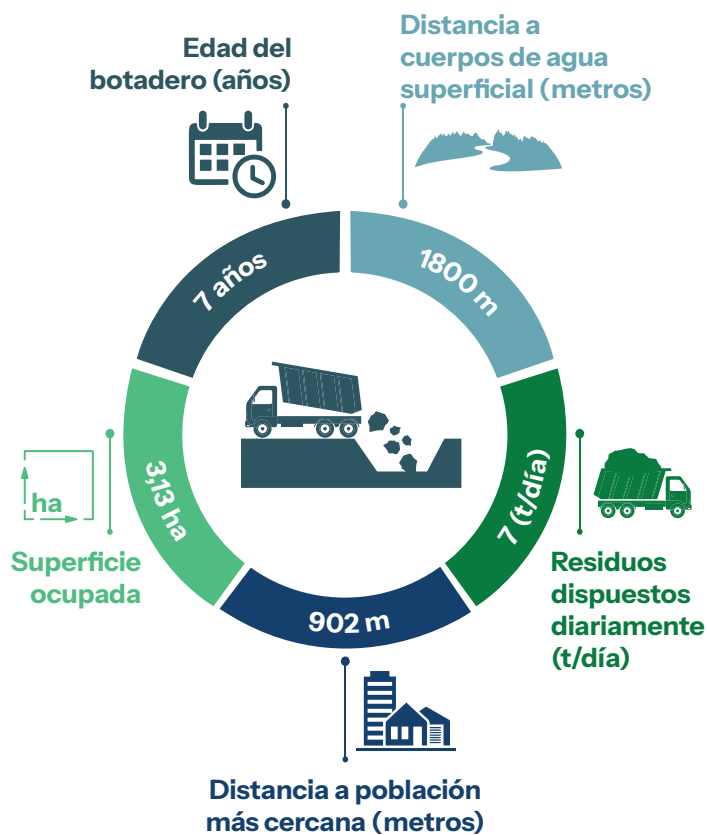 Edad del
botadero (años)
Distancia a
cuerpos de agua
superficial (metros)
7 años
1800 m
3,13 ha
7 (t/día)
902 m
ha
Superficie
ocupada
Residuos
dispuestos
diariamente
(t/día)
Distancia a población
más cercana (metros)